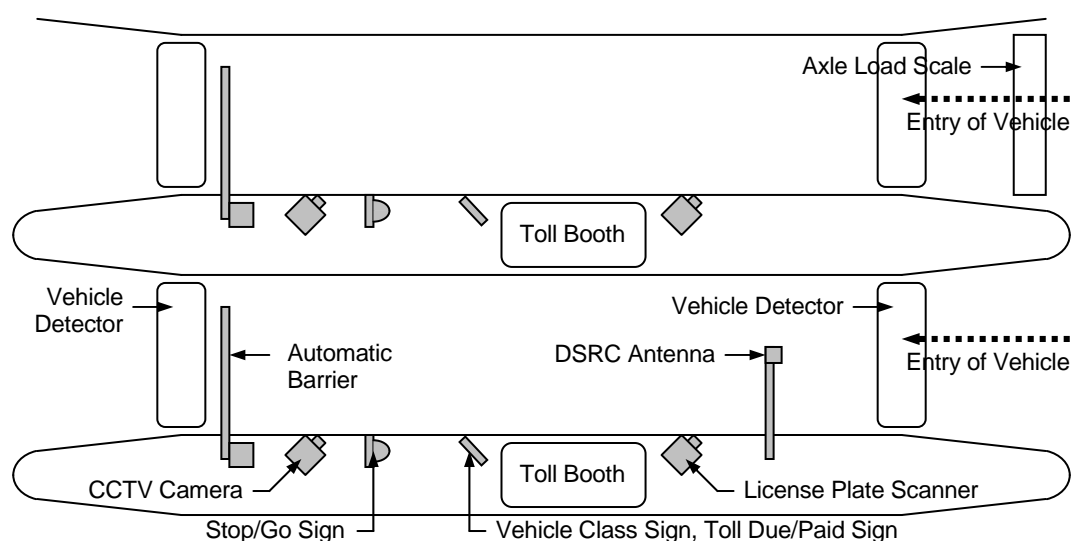 Axle Load Scale
Entry of Vehicle
Toll Booth
Vehicle
Detector
Vehicle Detector
Automatic
Barrier
DSRC Antenna
Entry of Vehicle
Toll Booth
CCTV Camera
License Plate Scanner
Stop/Go Sign
Vehicle Class Sign, Toll Due/Paid Sign